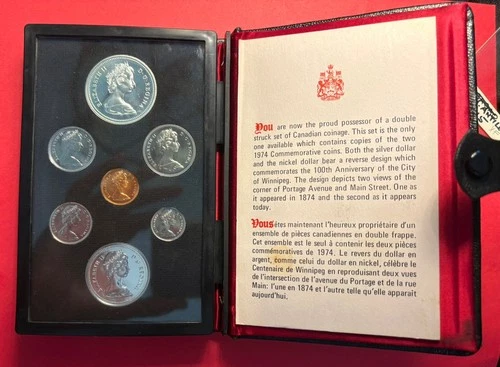 You are now the proud possessor of a double
struck set of Canadian coinage. This set is the only
one available which contains copies of the two
1974 Commemorative Coins. Both the silver dollar
and the nickel dollar bear a reverse design which
commemorates the 100th Anniversary of the City
of Winnipeg. The design depicts two views of the
corner of Portage Avenue and Main Street. One as
it appeared in 1874 and the second as it appears
today.
Vous êtes maintenant l'heureux propriétaire d'un
ensemble de pièces canadiennes en double frappe.
Cet ensemble est le seul à contenir les deux pièces
commémoratives de 1974. Le revers du dollar en
argent, comme celui du dollar en nickel, célèbre le
Centenaire de Winnipeg en reproduisant deux vues
de l'intersection de l'avenue du Portage et de la rue
Main: l'une en 1874 et l'autre telle qu'elle apparait
aujourd'hui.
ELIZABETH II D·G·REGINA